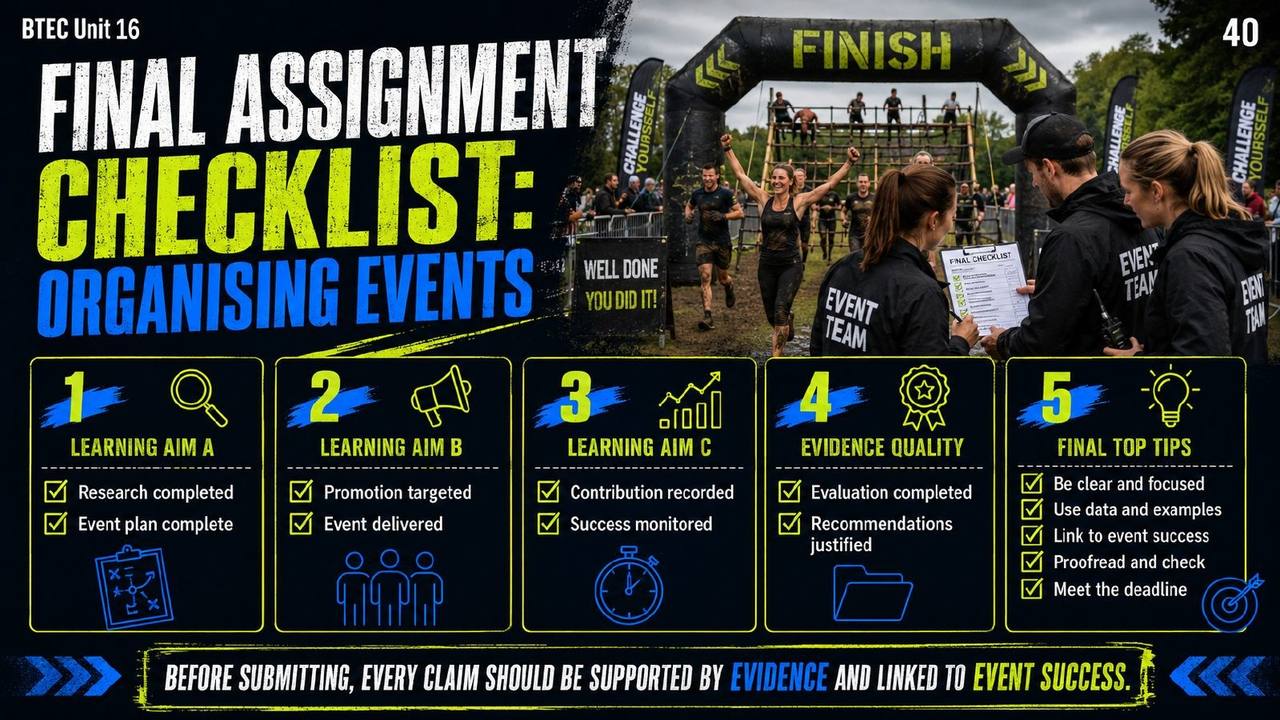 BTEC Unit 16
40
FINAL ASSIGNMENT
CHECKLIST:
ORGANISING EVENTS
FINISH
CHALLENGE
YOURSSELF
CHALLENGE
YOURSELF
CHALLENGE
YOURSELF
WELL DONE
YOU DID IT!
EVENT
TEAM
FINAL CHECKLIST
EVENT
TEAM
EVENT
TEAM
1
LEARNING AIM A
Research completed
Event plan complete
2
LEARNING AIM B
Promotion targeted
Event delivered
3
LEARNING AIM C
Contribution recorded
Success monitored
4
EVIDENCE QUALITY
Evaluation completed
Recommendations
justified
5
FINAL TOP TIPS
Be clear and focused
Use data and examples
Link to event success
Proofread and check
Meet the deadline
BEFORE SUBMITTING, EVERY CLAIM SHOULD BE SUPPORTED BY EVIDENCE AND LINKED TO EVENT SUCCESS.